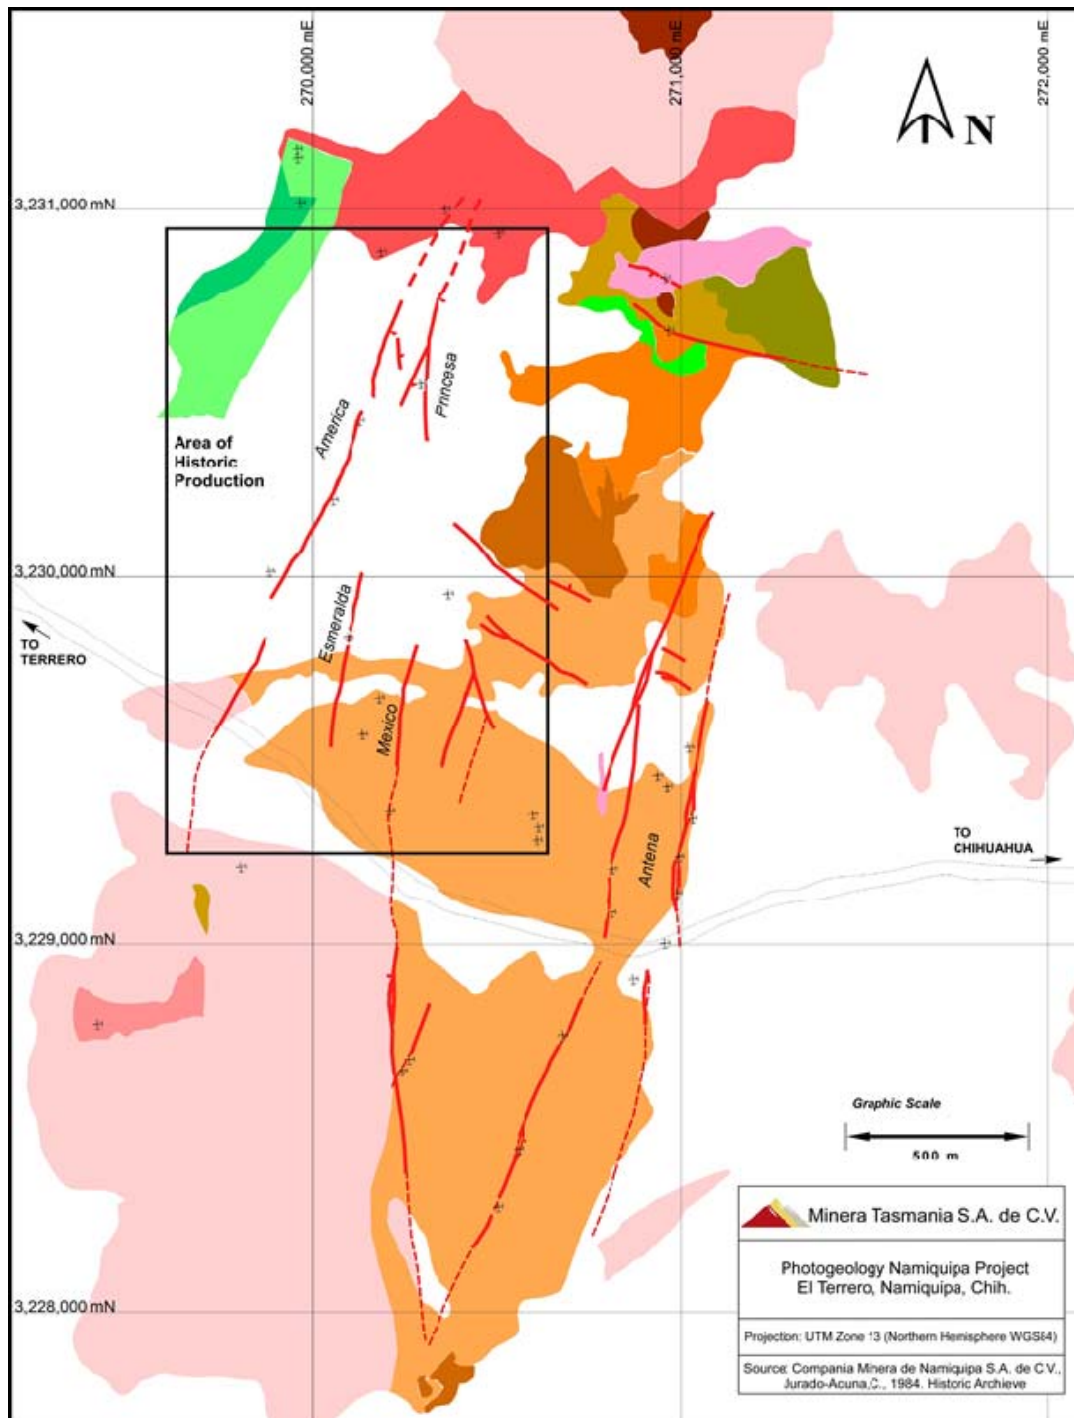 270,000 mE
271,000 mE
272,000 mE
N
3,231,000 mN
Princesa
America
Area of
Historic
Production
3,230,000 mN
Esmeralda
TO
TERRERO
Mexico
TO
CHIHUAHUA
Antena
3,229,000 mN
Graphic Scale
500 m
Minera Tasmania S.A. de C.V.
Photogeology Namiquipa Project
El Terrero, Namiquipa, Chih.
3,228,000 mN
Projection: UTM Zone 13 (Northern Hemisphere WGS84)
Source: Compania Minera de Namiquipa S.A. de C.V.,
Jurado-Acuna,C., 1984. Historic Archieve